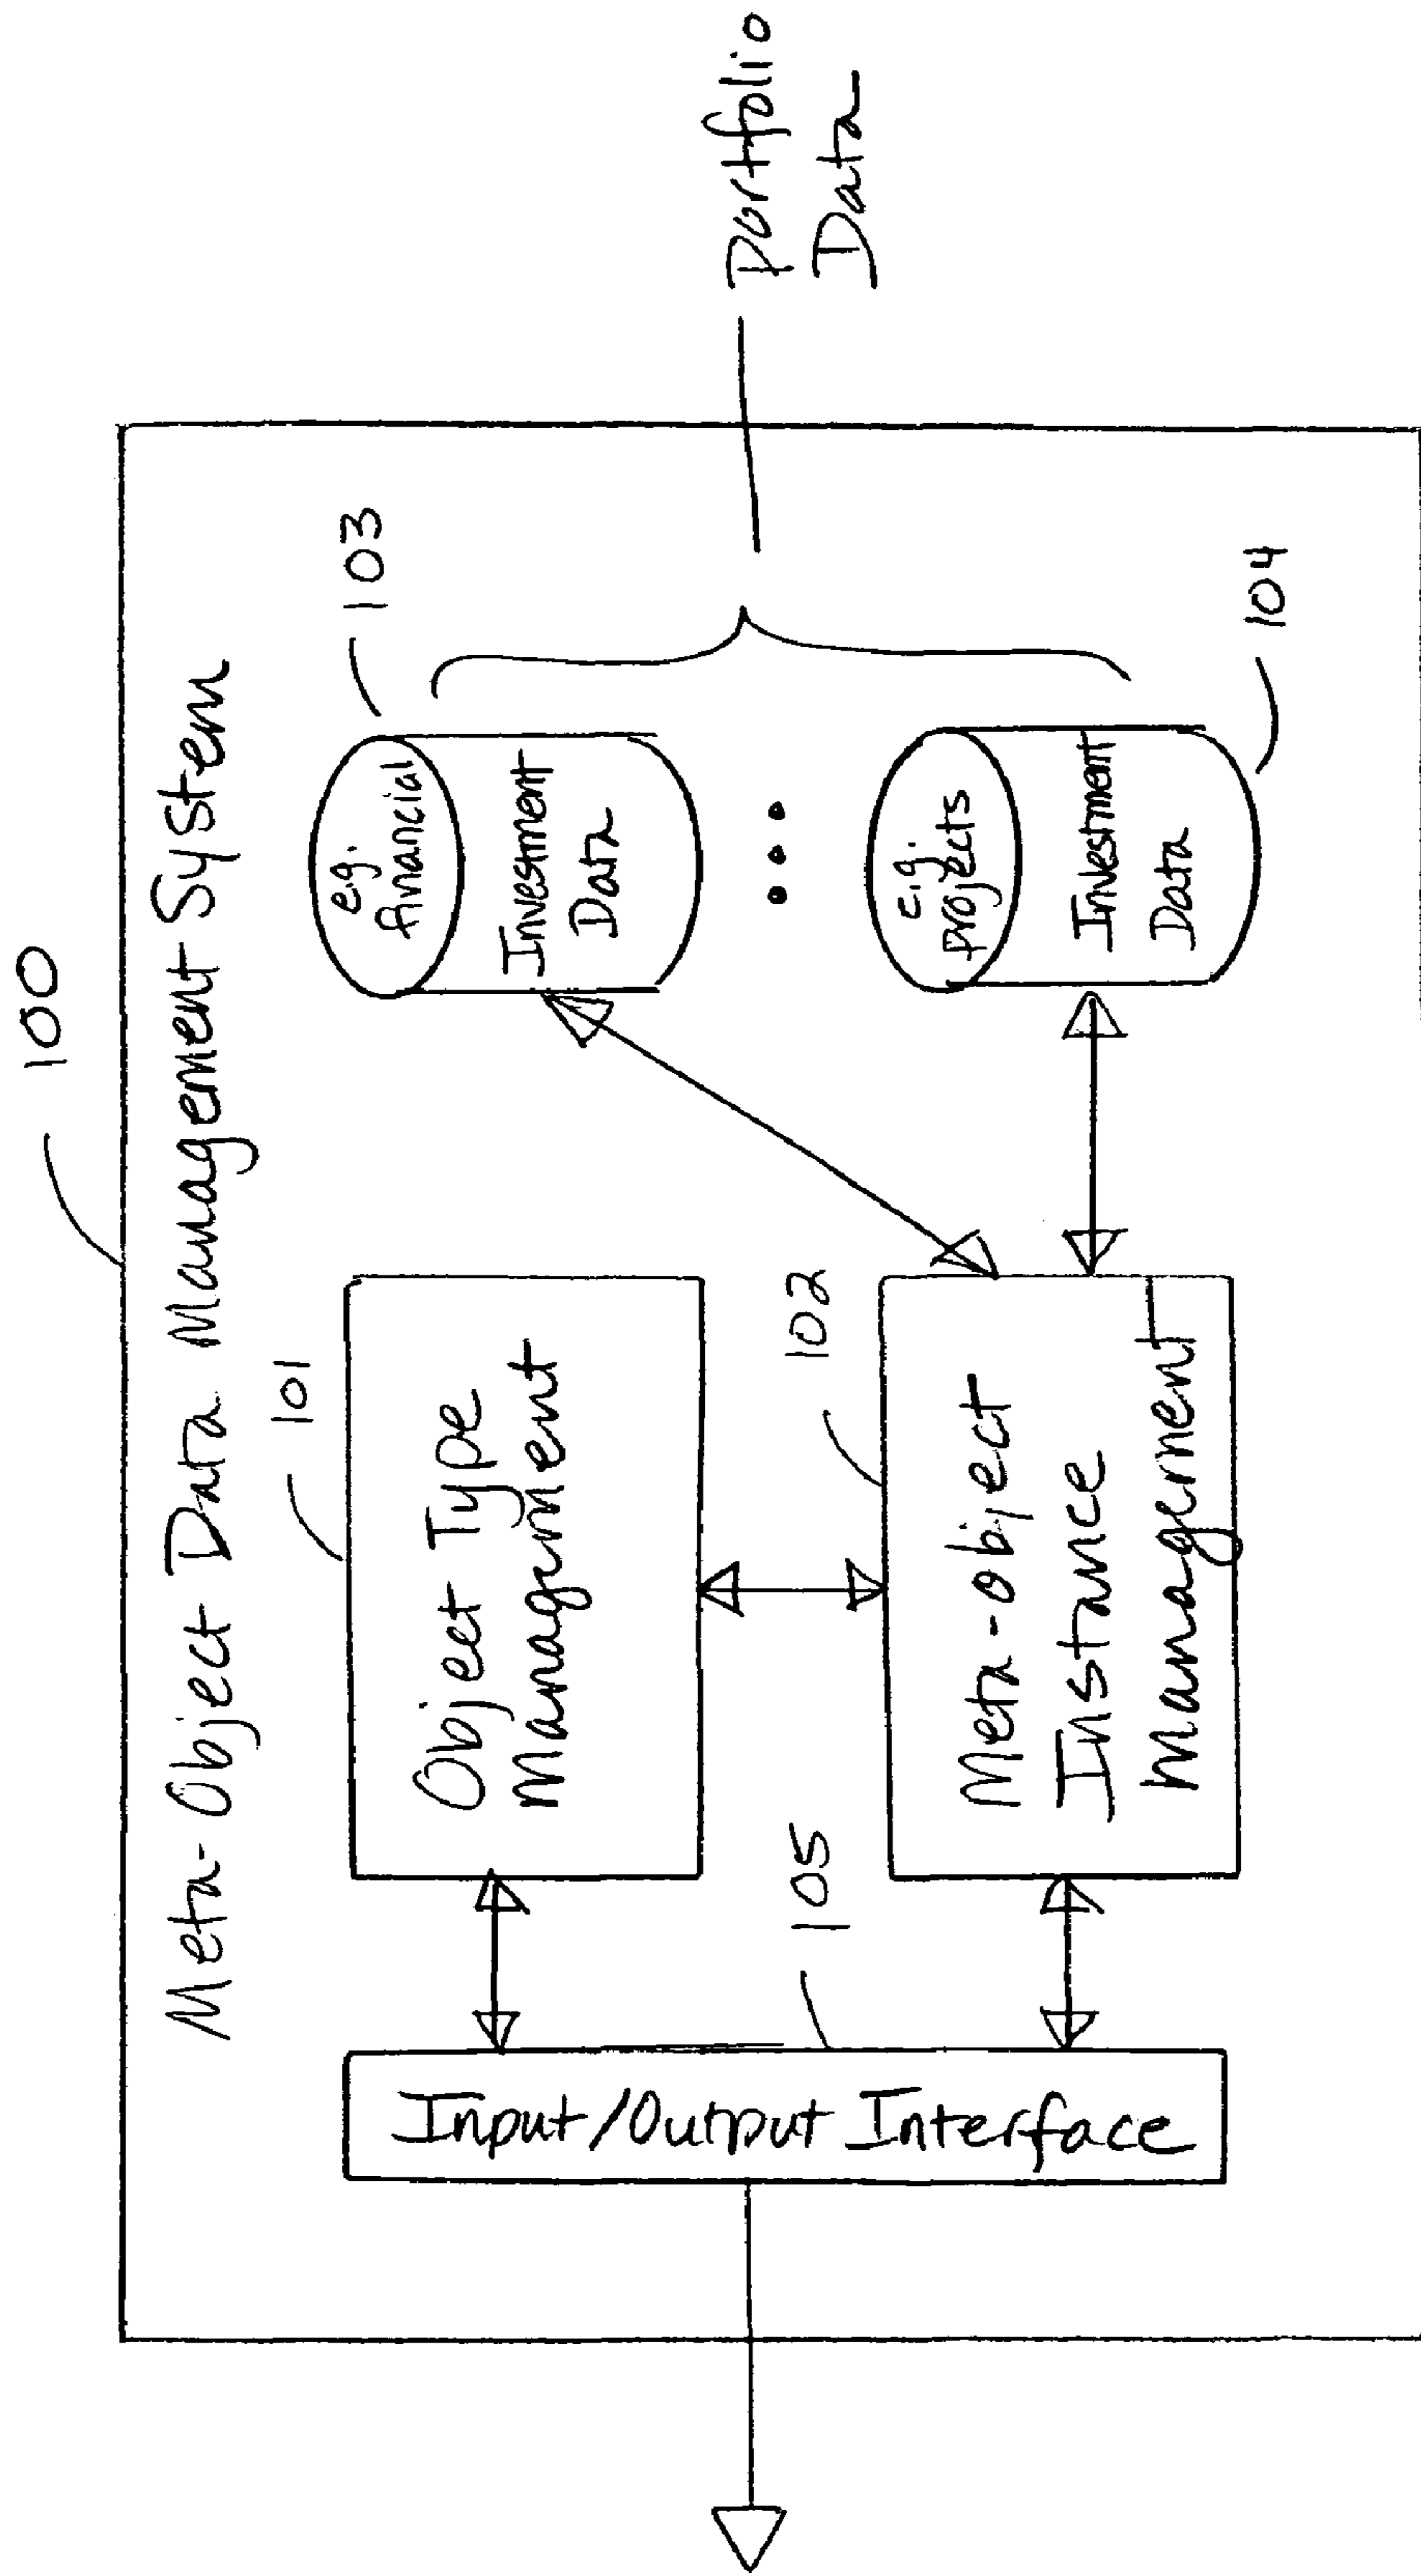 100
Meta-Object Data Management System
101
Object Type
Management
103
e.g.
financial
Investment
Data
Portfolio
Data
105
Input/Output Interface
102
Meta-object
Instance
Management
e.g.
projects
Investment
Data
104